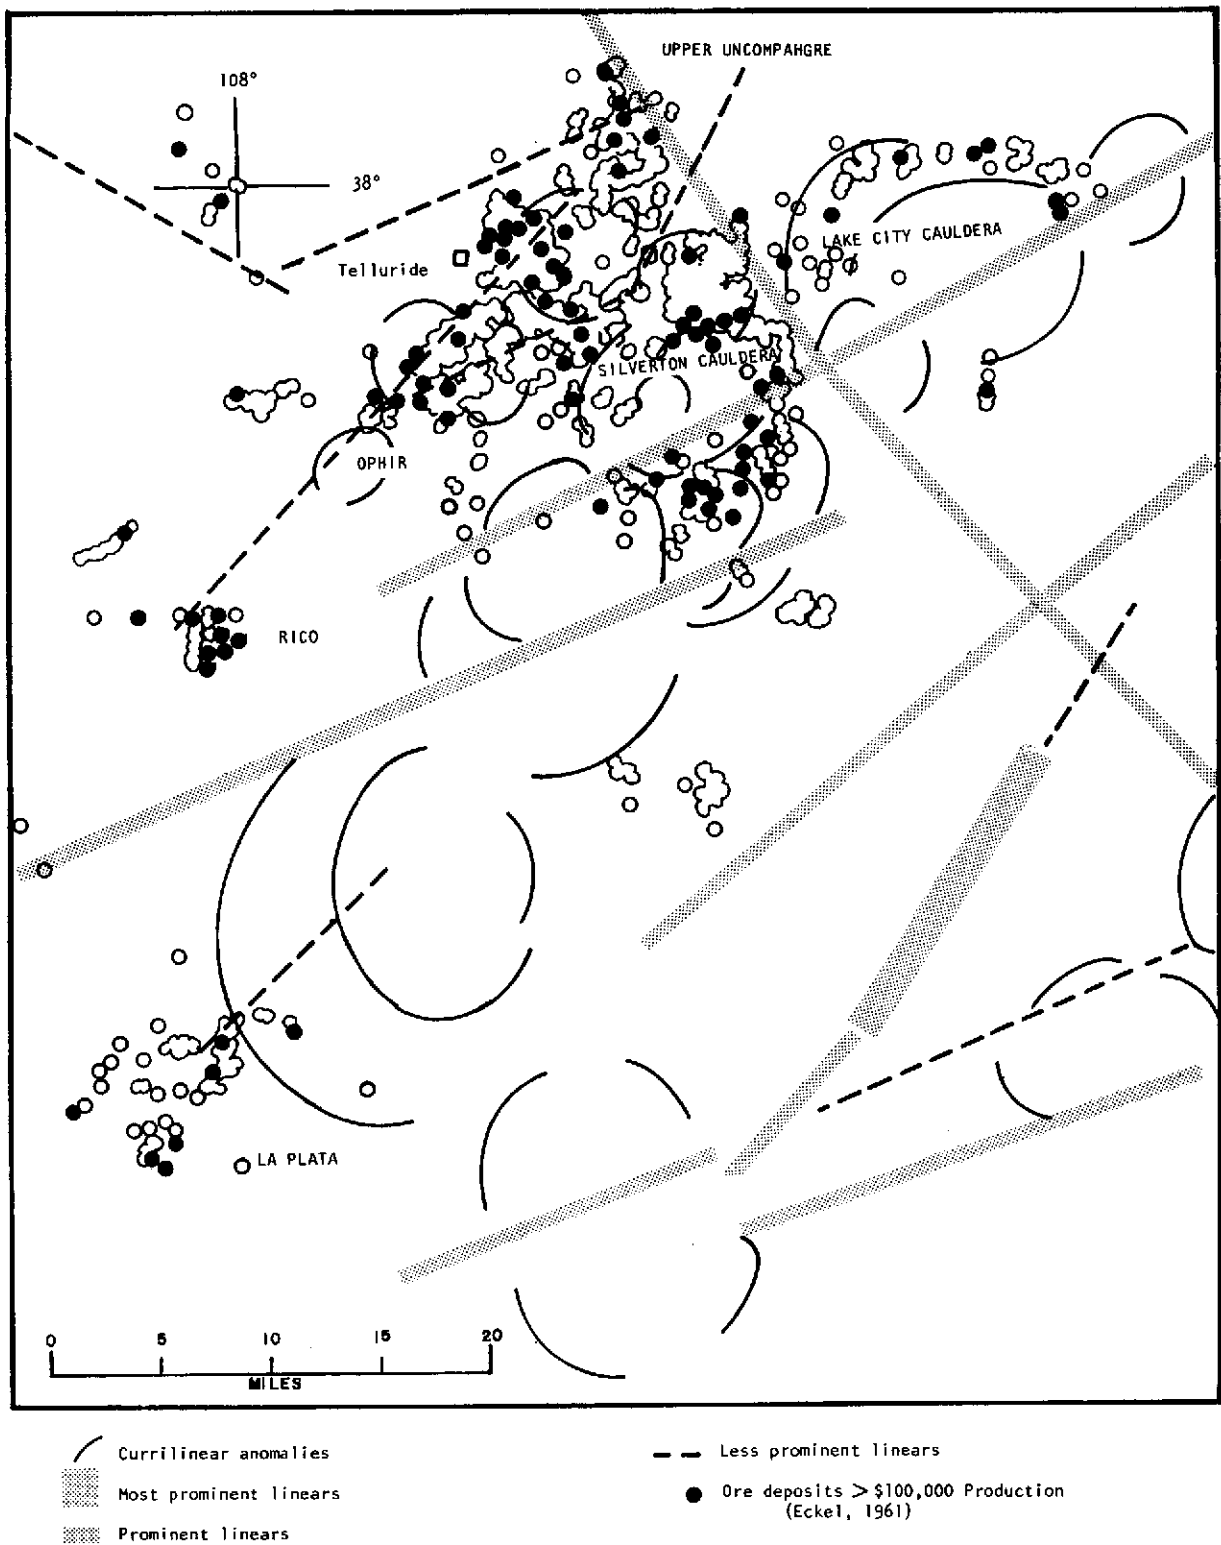 UPPER UNCOMPAHGRE
108°
38°
Telluride
LAKE CITY CAULDERA
?
SILVERTON CAULDERA
OPHIR
RICO
LA PLATA
0 5 10 15 20
MILES
Currilinear anomalies
Most prominent linears
Prominent linears
Less prominent linears
Ore deposits > $100,000 Production
(Eckel, 1961)